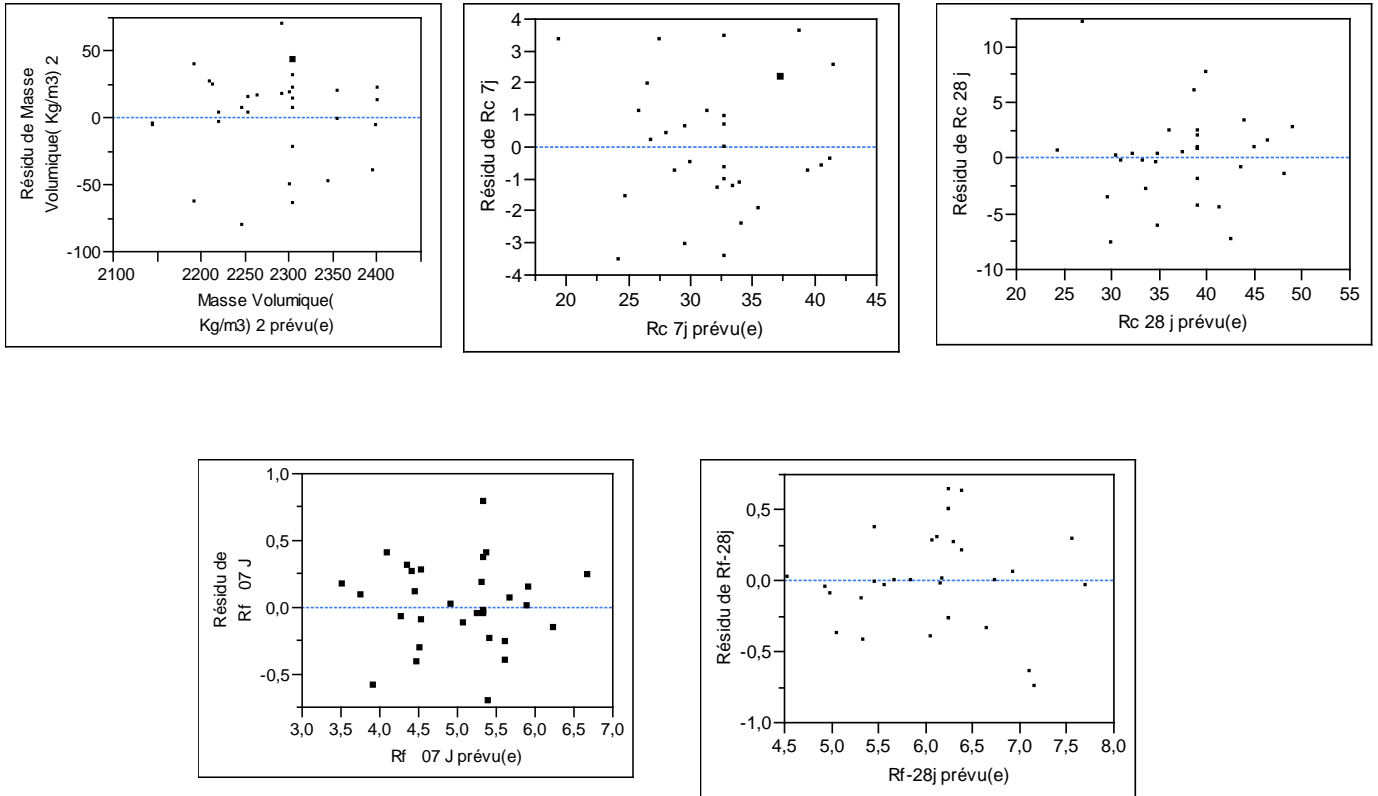 Résidu de Masse
Volumique( Kg/m3) 2
50
0
-50
-100
2100
2200 2250 2300 2350 2400
Masse Volumique(
Kg/m3) 2 prévu(e)
Résidu de Rc 7j
4
3
2
1
0
-1
-2
-3
-4
20 25 30 35 40 45
Rc 7j prévu(e)
Résidu de Rc 28 j
10
5
0
-5
-10
20 25 30 35 40 45 50 55
Rc 28 j prévu(e)
Résidu de
Rf 07 J
1,0
0,5
0,0
-0,5
3,0 3,5 4,0 4,5 5,0 5,5 6,0 6,5 7,0
Rf 07 J prévu(e)
Résidu de Rf-28j
0,5
0,0
-0,5
-1,0
4,5 5,0 5,5 6,0 6,5 7,0 7,5 8,0
Rf-28j prévu(e)